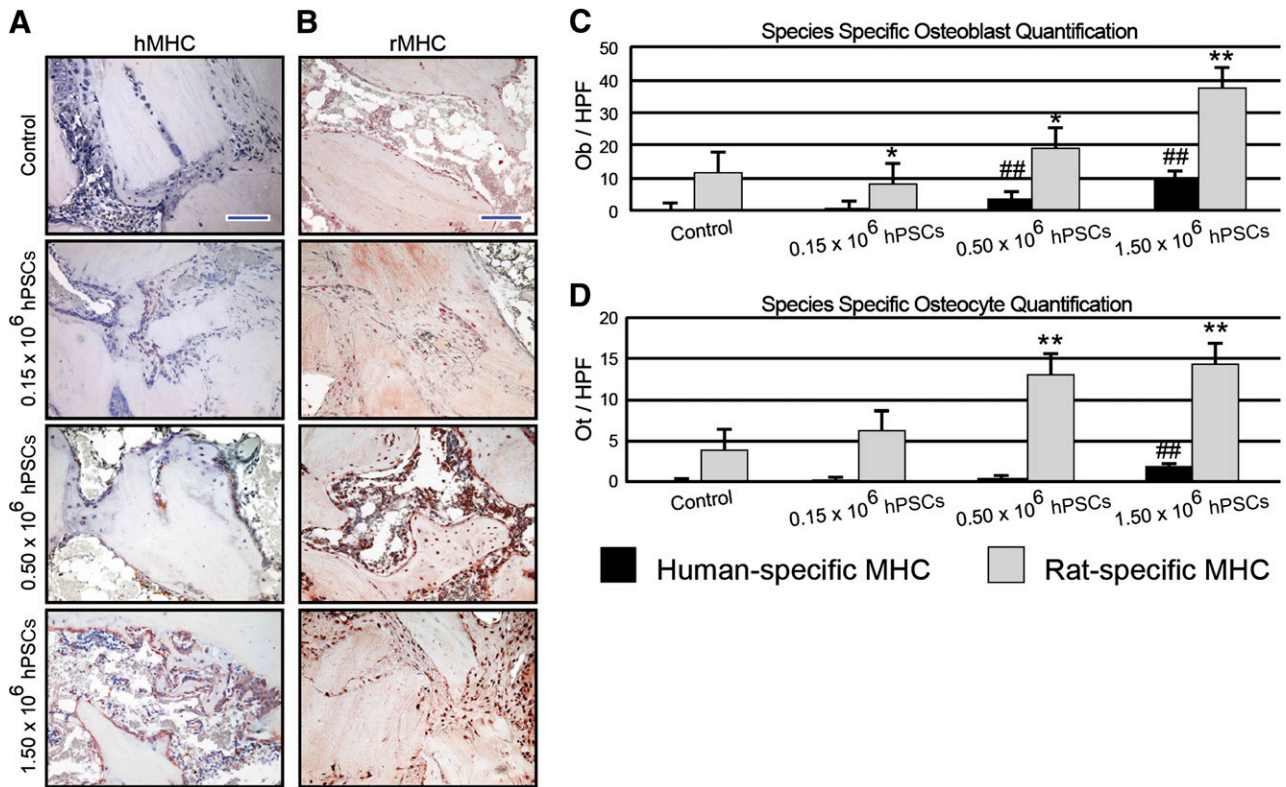 A
hMHC
Control
0.15 x 10^6 hPSCs
0.50 x 10^6 hPSCs
1.50 x 10^6 hPSCs
B
rMHC
C
Species Specific Osteoblast Quantification
Ob / HPF
50
40
30
20
10
0
*
## *
## **
Control
0.15 x 10^6 hPSCs
0.50 x 10^6 hPSCs
1.50 x 10^6 hPSCs
D
Species Specific Osteocyte Quantification
Ot / HPF
20
15
10
5
0
**
## **
Control
0.15 x 10^6 hPSCs
0.50 x 10^6 hPSCs
1.50 x 10^6 hPSCs
Human-specific MHC
Rat-specific MHC